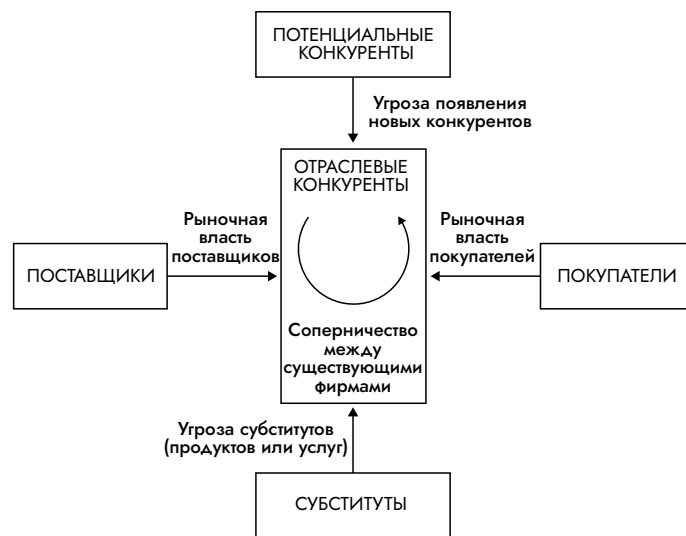 ПОТЕНЦИАЛЬНЫЕ
КОНКУРЕНТЫ
Угроза появления
новых конкурентов
ОТРАСЛЕВЫЕ
КОНКУРЕНТЫ
Рыночная
власть
поставщиков
Рыночная
власть
покупателей
ПОСТАВЩИКИ
ПОКУПАТЕЛИ
Соперничество
между
существующими
фирмами
Угроза субститутов
(продуктов или услуг)
СУБСТИТУТЫ